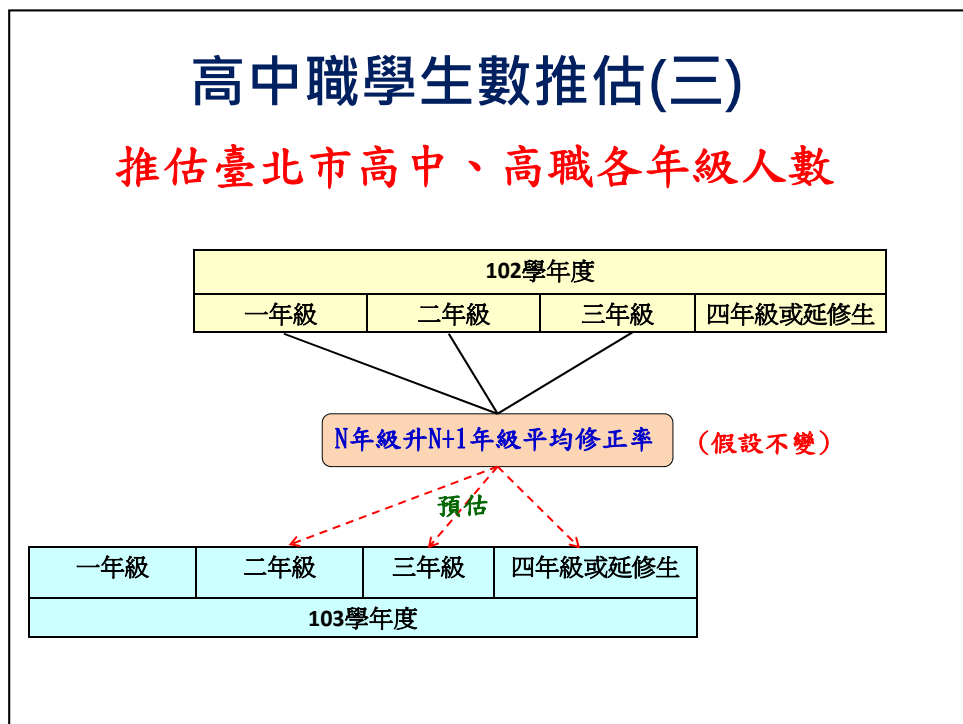 高中職學生數推估(三)
推估臺北市高中、高職各年級人數
102學年度
一年級 二年級 三年級 四年級或延修生
N年級升N+1年級平均修正率 (假設不變)
預估
一年級 二年級 三年級 四年級或延修生
103學年度